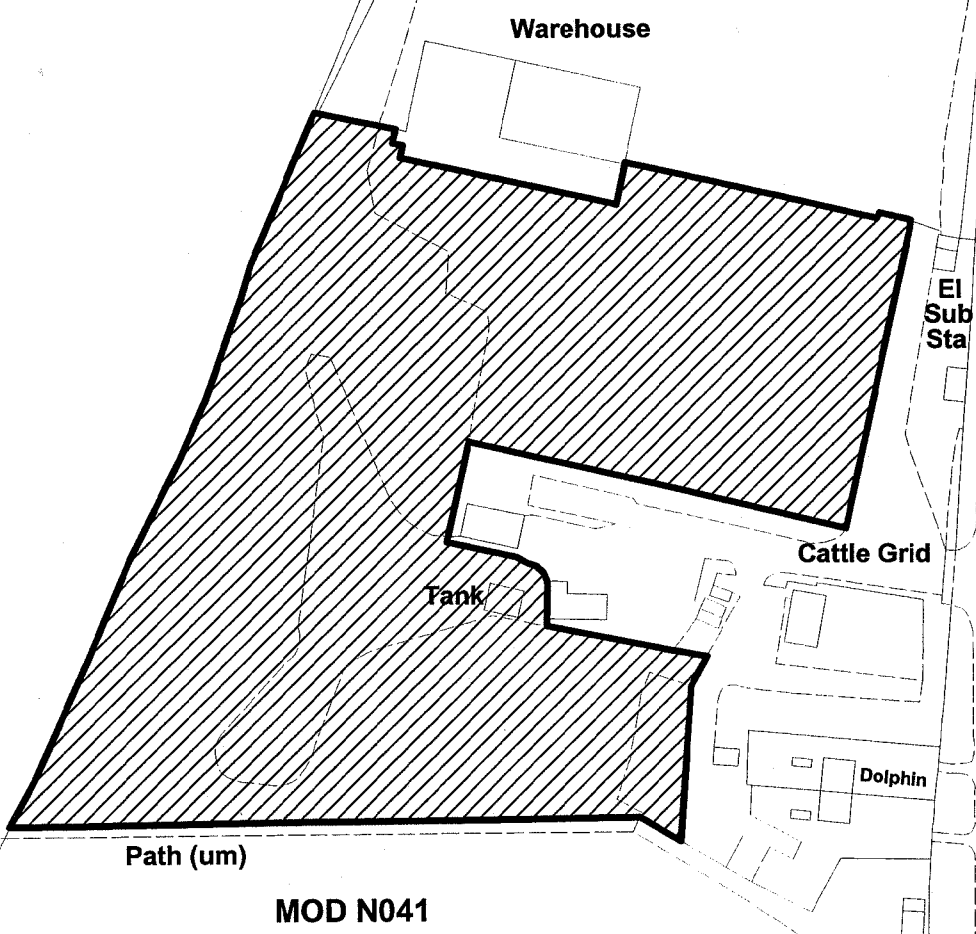 Warehouse
El
Sub
Sta
Cattle Grid
Tank
Dolphin
Path (um)
MOD N041